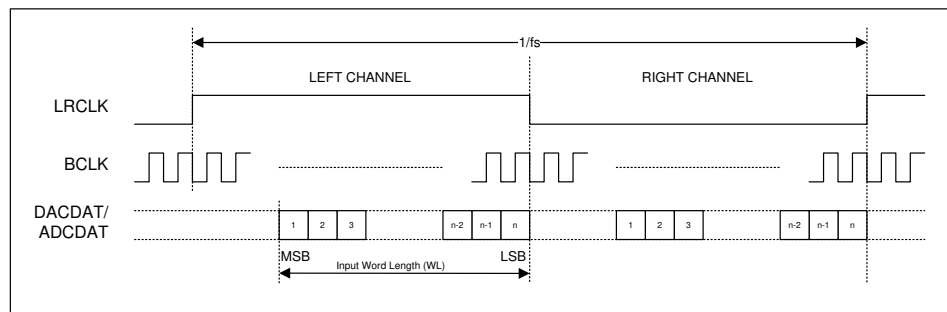 1/fs
LEFT CHANNEL RIGHT CHANNEL
LRCLK
BCLK
DACDAT/
ADCDAT
1 2 3 n-2 n-1 n 1 2 3 n-2 n-1 n
MSB LSB
Input Word Length (WL)